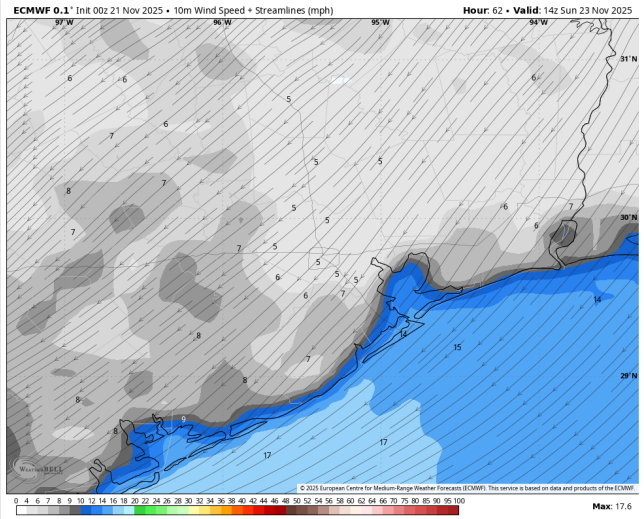 ECMWF 0.1° Init 00z 21 Nov 2025 • 10m Wind Speed + Streamlines (mph) Hour: 62 • Valid: 14z Sun 23 Nov 2025
97°W 96°W 95°W 94°W
31°N
6 6 6
5
6
7
5 5
7
8
6 7
5
5 30°N
6
7
7 5
5
6 5
5
6 7
14
8 14
15
7
29°N
8
8
9
8
17
17
WeatherBELL
© 2025 European Centre for Medium-Range Weather Forecasts (ECMWF). This service is based on data and products of the ECMWF.
0 4 6 7 8 9 10 12 14 16 18 20 22 24 26 28 30 32 34 36 38 40 42 44 46 48 50 52 54 56 58 60 62 64 66 70 75 80 85 90 95 100
Max: 17.6